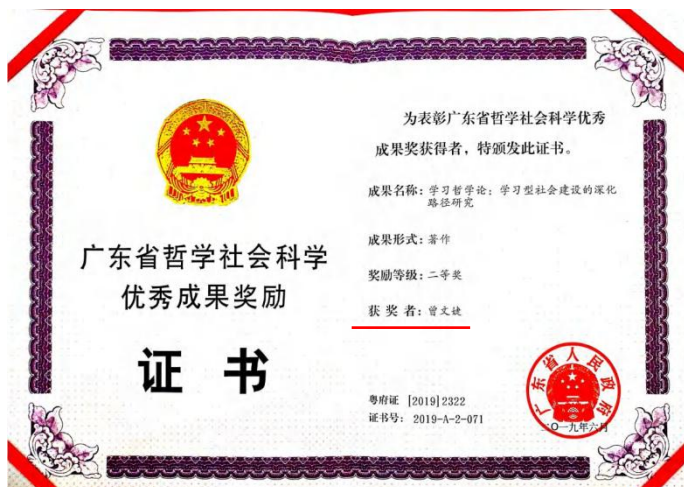 广东省哲学社会科学
优秀成果奖励
证 书
为表彰广东省哲学社会科学优秀
成果奖获得者，特颁发此证书。
成果名称：学习哲学论：学习型社会建设的深化
路径研究
成果形式：著作
奖励等级：二等奖
获 奖 者：曾文婕
粤府证 [2019]2322
证书号： 2019-A-2-071
广东省人民政府
二〇一九年六月